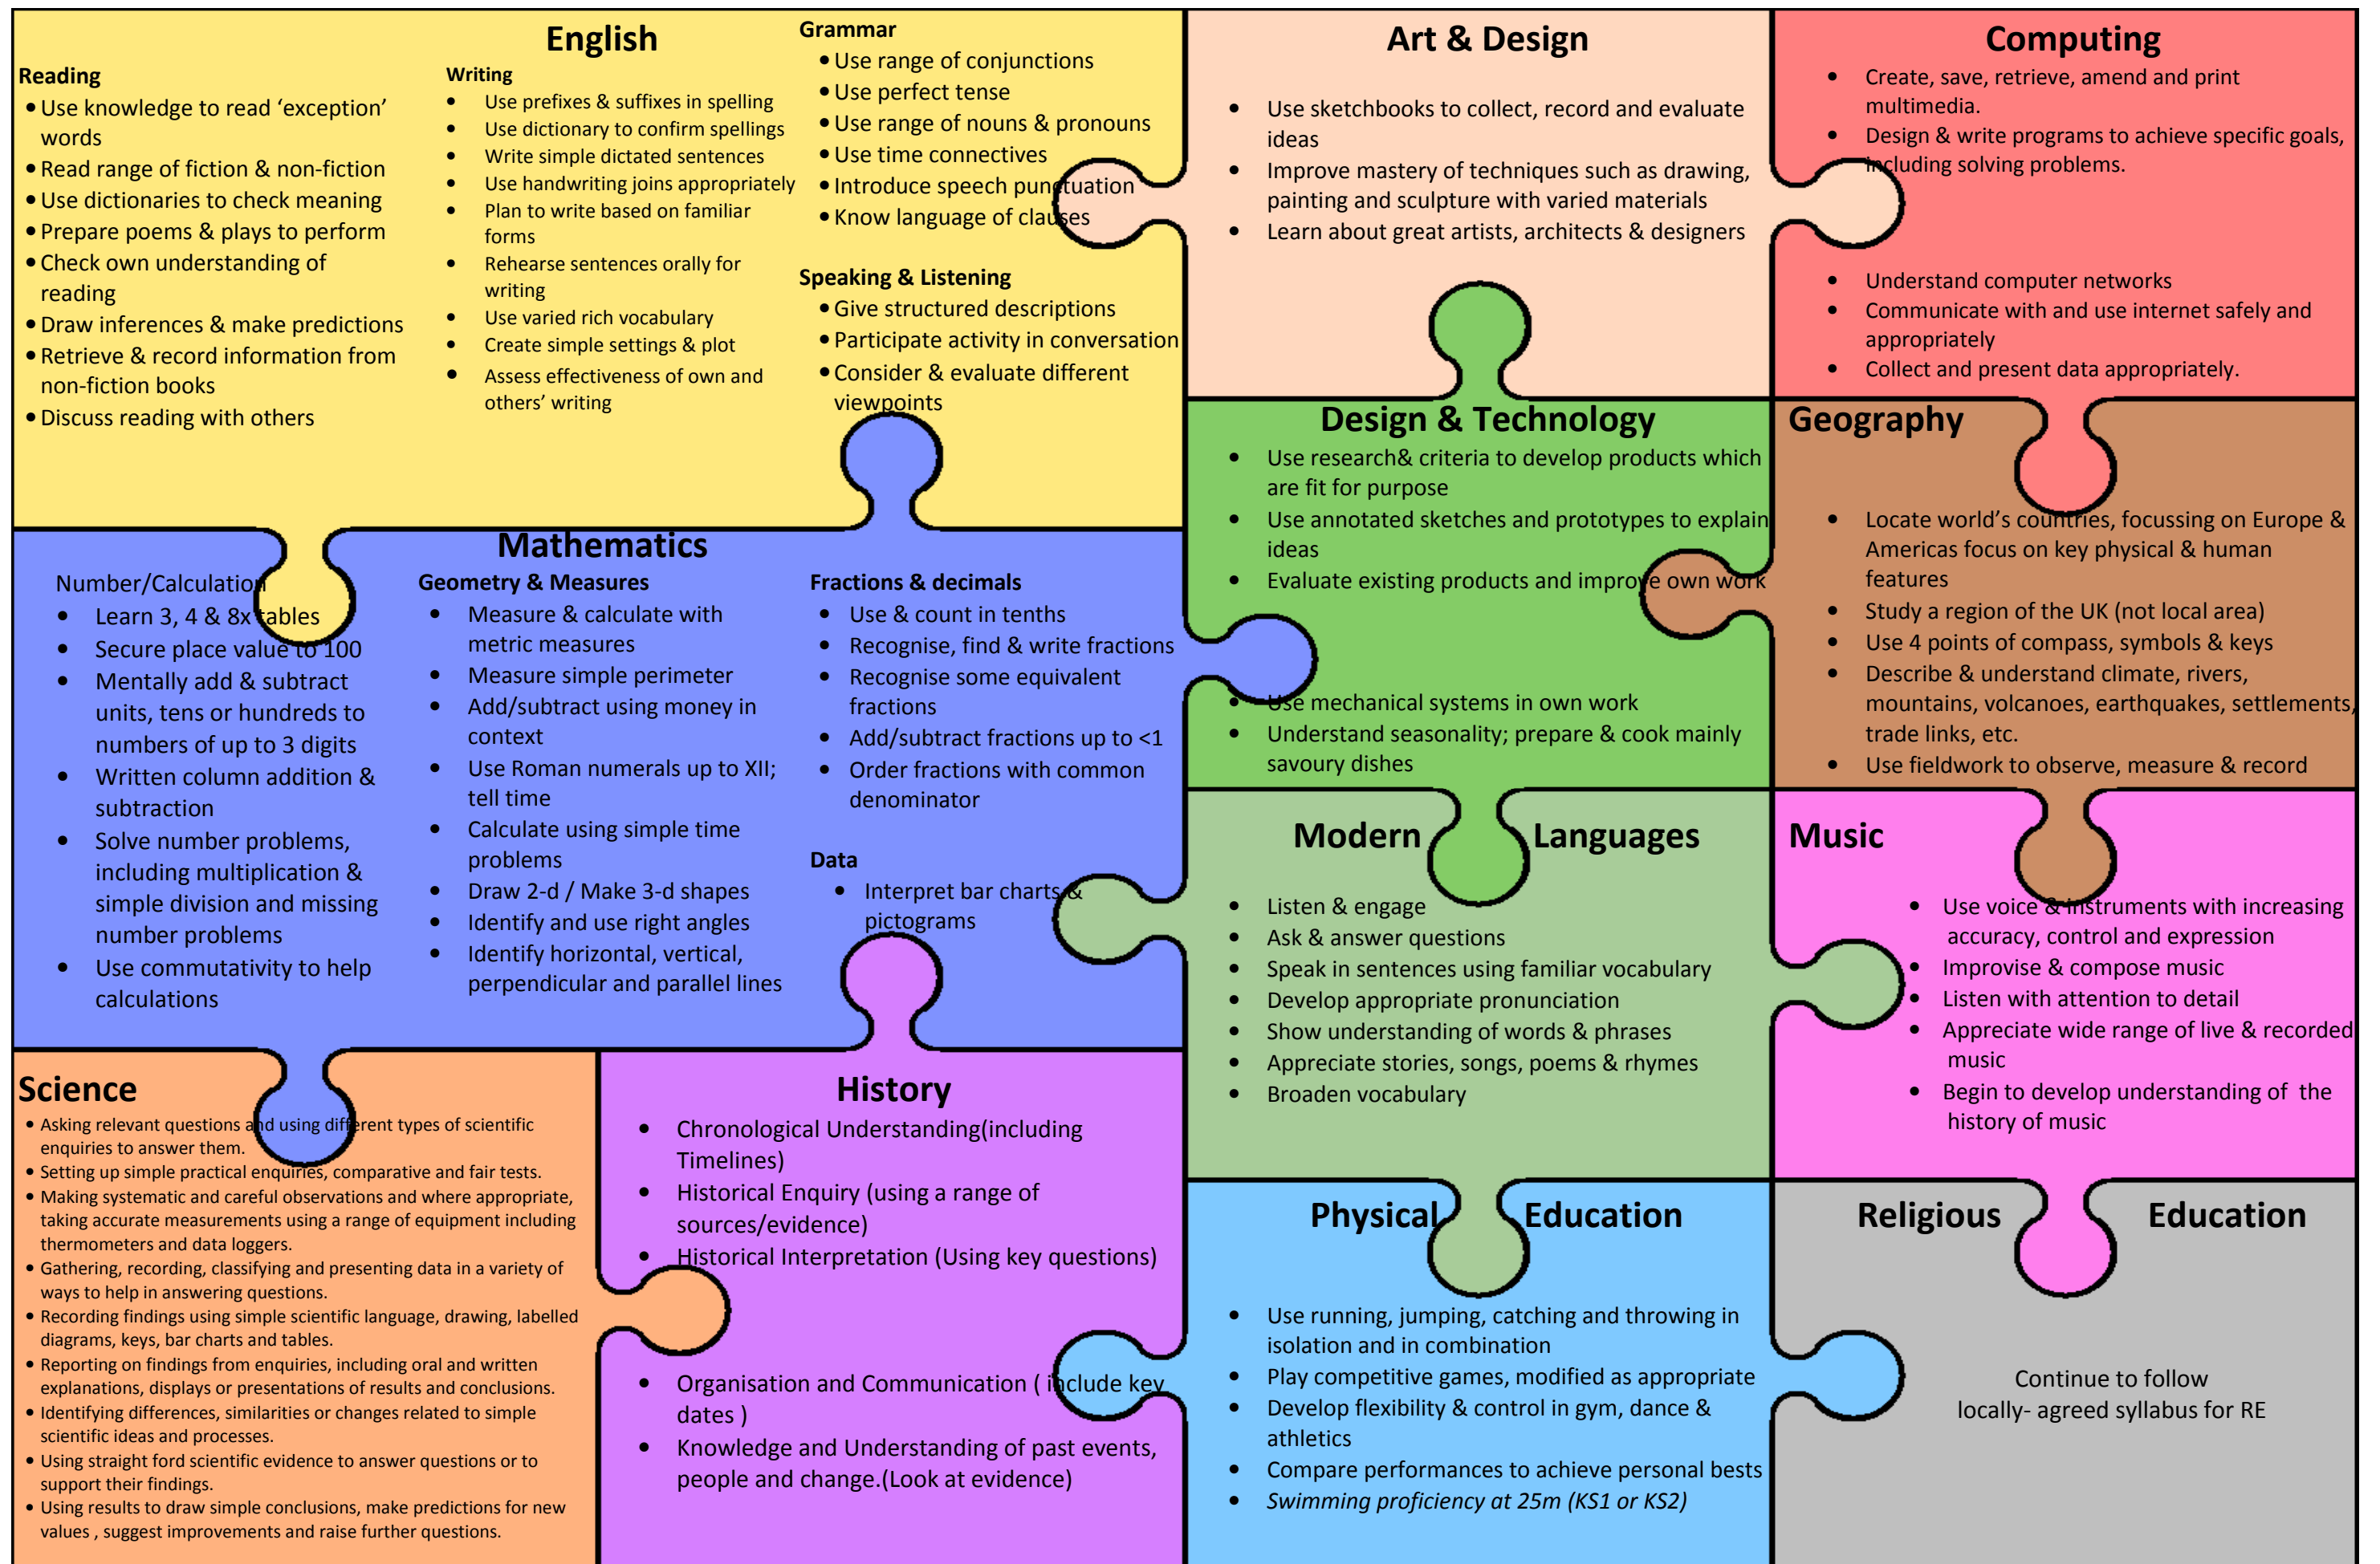 English
Reading
• Use knowledge to read ‘exception’
words
• Read range of fiction & non-fiction
• Use dictionaries to check meaning
• Prepare poems & plays to perform
• Check own understanding of
reading
• Draw inferences & make predictions
• Retrieve & record information from
non-fiction books
• Discuss reading with others
Writing
• Use prefixes & suffixes in spelling
• Use dictionary to confirm spellings
• Write simple dictated sentences
• Use handwriting joins appropriately
• Plan to write based on familiar
forms
• Rehearse sentences orally for
writing
• Use varied rich vocabulary
• Create simple settings & plot
• Assess effectiveness of own and
others’ writing
Grammar
• Use range of conjunctions
• Use perfect tense
• Use range of nouns & pronouns
• Use time connectives
• Introduce speech punctuation
• Know language of clauses
Speaking & Listening
• Give structured descriptions
• Participate activity in conversation
• Consider & evaluate different
viewpoints
Art & Design
• Use sketchbooks to collect, record and evaluate
ideas
• Improve mastery of techniques such as drawing,
painting and sculpture with varied materials
• Learn about great artists, architects & designers
Computing
• Create, save, retrieve, amend and print
multimedia.
• Design & write programs to achieve specific goals,
including solving problems.
• Understand computer networks
• Communicate with and use internet safely and
appropriately
• Collect and present data appropriately.
Mathematics
Number/Calculation
• Learn 3, 4 & 8x tables
• Secure place value to 100
• Mentally add & subtract
units, tens or hundreds to
numbers of up to 3 digits
• Written column addition &
subtraction
• Solve number problems,
including multiplication &
simple division and missing
number problems
• Use commutativity to help
calculations
Geometry & Measures
• Measure & calculate with
metric measures
• Measure simple perimeter
• Add/subtract using money in
context
• Use Roman numerals up to XII;
tell time
• Calculate using simple time
problems
• Draw 2-d / Make 3-d shapes
• Identify and use right angles
• Identify horizontal, vertical,
perpendicular and parallel lines
Fractions & decimals
• Use & count in tenths
• Recognise, find & write fractions
• Recognise some equivalent
fractions
• Add/subtract fractions up to <1
• Order fractions with common
denominator
Data
• Interpret bar charts &
pictograms
Design & Technology
• Use research& criteria to develop products which
are fit for purpose
• Use annotated sketches and prototypes to explain
ideas
• Evaluate existing products and improve own work
• Use mechanical systems in own work
• Understand seasonality; prepare & cook mainly
savoury dishes
Geography
• Locate world’s countries, focussing on Europe &
Americas focus on key physical & human
features
• Study a region of the UK (not local area)
• Use 4 points of compass, symbols & keys
• Describe & understand climate, rivers,
mountains, volcanoes, earthquakes, settlements,
trade links, etc.
• Use fieldwork to observe, measure & record
Modern Languages
• Listen & engage
• Ask & answer questions
• Speak in sentences using familiar vocabulary
• Develop appropriate pronunciation
• Show understanding of words & phrases
• Appreciate stories, songs, poems & rhymes
• Broaden vocabulary
Music
• Use voice & instruments with increasing
accuracy, control and expression
• Improvise & compose music
• Listen with attention to detail
• Appreciate wide range of live & recorded
music
• Begin to develop understanding of the
history of music
Science
• Asking relevant questions and using different types of scientific
enquiries to answer them.
• Setting up simple practical enquiries, comparative and fair tests.
• Making systematic and careful observations and where appropriate,
taking accurate measurements using a range of equipment including
thermometers and data loggers.
• Gathering, recording, classifying and presenting data in a variety of
ways to help in answering questions.
• Recording findings using simple scientific language, drawing, labelled
diagrams, keys, bar charts and tables.
• Reporting on findings from enquiries, including oral and written
explanations, displays or presentations of results and conclusions.
• Identifying differences, similarities or changes related to simple
scientific ideas and processes.
• Using straight ford scientific evidence to answer questions or to
support their findings.
• Using results to draw simple conclusions, make predictions for new
values , suggest improvements and raise further questions.
History
• Chronological Understanding(including
Timelines)
• Historical Enquiry (using a range of
sources/evidence)
• Historical Interpretation (Using key questions)
• Organisation and Communication ( include key
dates )
• Knowledge and Understanding of past events,
people and change.(Look at evidence)
Physical Education
• Use running, jumping, catching and throwing in
isolation and in combination
• Play competitive games, modified as appropriate
• Develop flexibility & control in gym, dance &
athletics
• Compare performances to achieve personal bests
• Swimming proficiency at 25m (KS1 or KS2)
Religious Education
Continue to follow
locally- agreed syllabus for RE